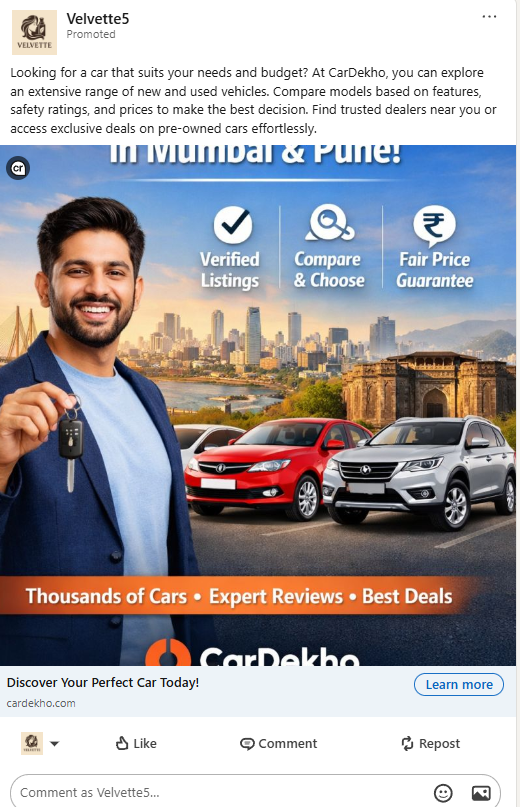 Velvette5
Promoted
VELVETTE
Looking for a car that suits your needs and budget? At CarDekho, you can explore
an extensive range of new and used vehicles. Compare models based on features,
safety ratings, and prices to make the best decision. Find trusted dealers near you or
access exclusive deals on pre-owned cars effortlessly.
in Mumbai & Pune!
cr
Verified
Listings
Compare
& Choose
₹
Fair Price
Guarantee
Thousands of Cars • Expert Reviews • Best Deals
CarDekho
Discover Your Perfect Car Today!
cardekho.com
Learn more
VELVETTE
Like
Comment
Repost
Comment as Velvette5...